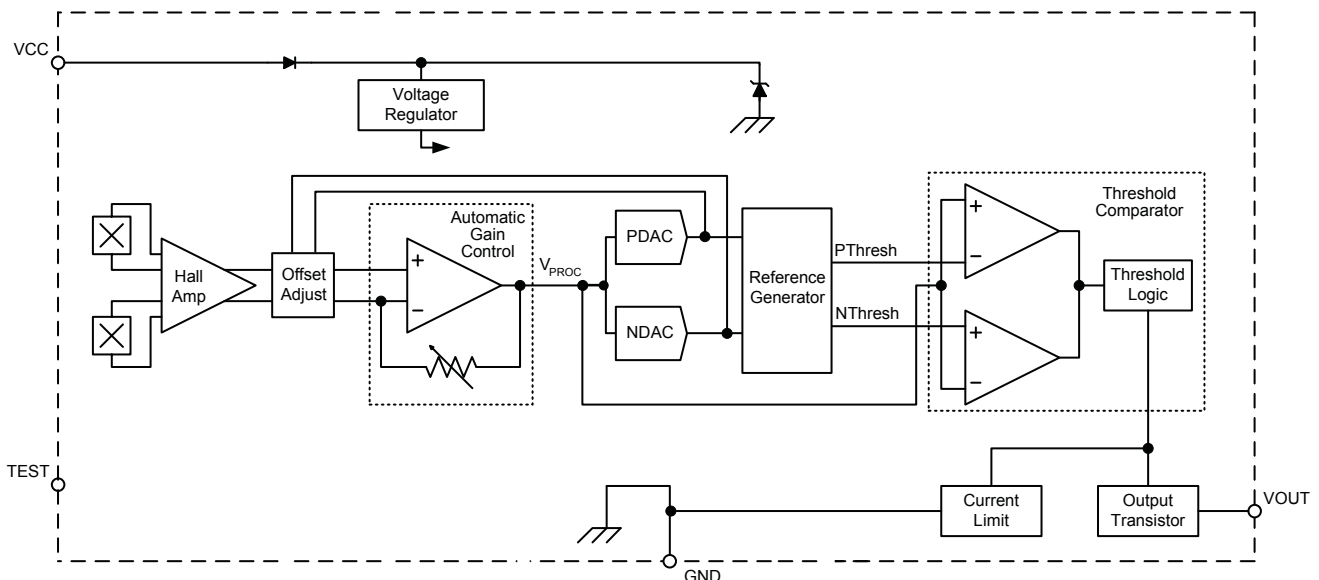 VCC
Voltage
Regulator
Hall
Amp
Offset
Adjust
Automatic
Gain
Control
+
−
VPROC
PDAC
NDAC
Reference
Generator
PThresh
NThresh
Threshold
Comparator
+
−
+
−
Threshold
Logic
TEST
Current
Limit
Output
Transistor
VOUT
GND